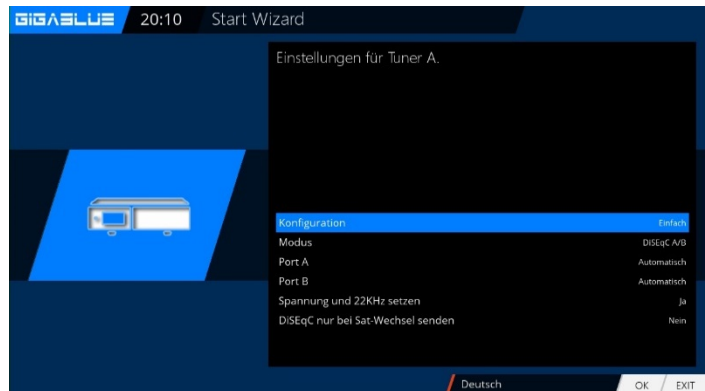 GIGABLUE 20:10 Start Wizard
Einstellungen für Tuner A.
Konfiguration Einfach
Modus DiSEqC A/B
Port A Automatisch
Port B Automatisch
Spannung und 22KHz setzen Ja
DiSEqC nur bei Sat-Wechsel senden Nein
Deutsch OK EXIT